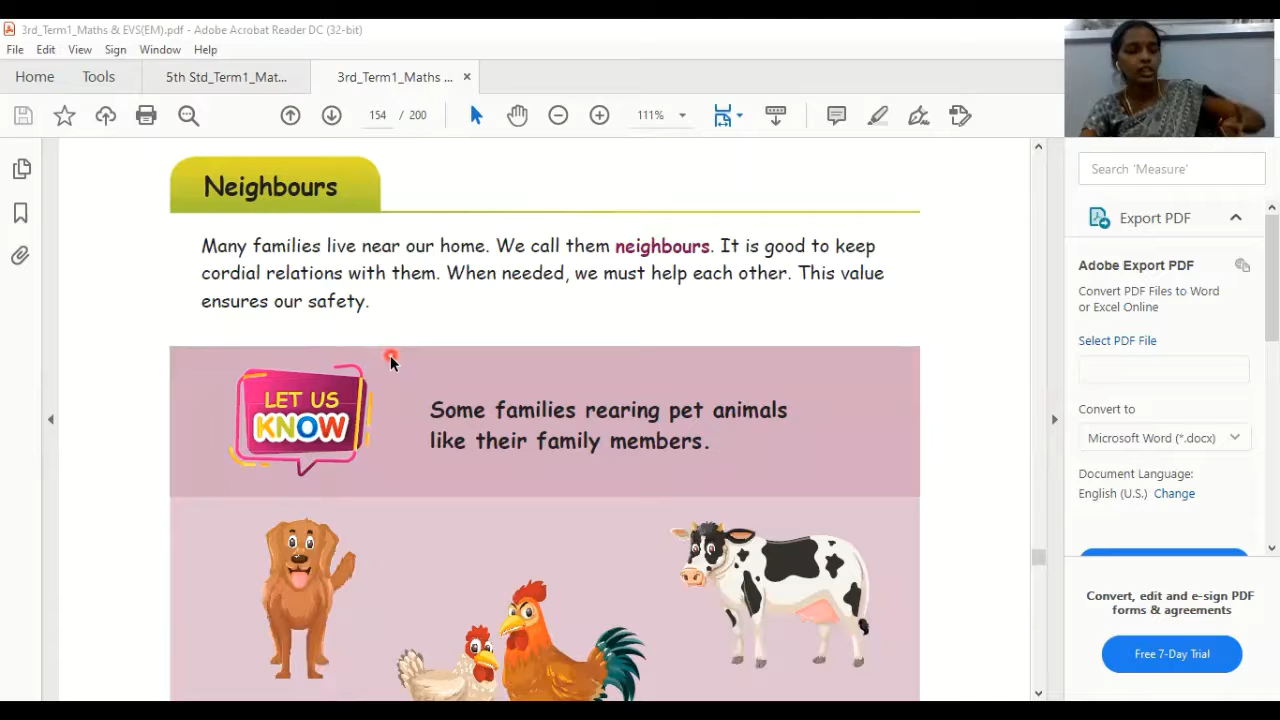 3rd_Term1_Maths & EVS(EM).pdf - Adobe Acrobat Reader DC (32-bit)
File Edit View Sign Window Help
Home Tools 5th Std_Term1_Mat... 3rd_Term1_Maths ... ×
154 / 200 111%
Neighbours
Many families live near our home. We call them neighbours. It is good to keep
cordial relations with them. When needed, we must help each other. This value
ensures our safety.
LET US
KNOW
Some families rearing pet animals
like their family members.
Search 'Measure'
Export PDF
Adobe Export PDF
Convert PDF Files to Word
or Excel Online
Select PDF File
Convert to
Microsoft Word (*.docx)
Document Language:
English (U.S.) Change
Convert, edit and e-sign PDF
forms & agreements
Free 7-Day Trial